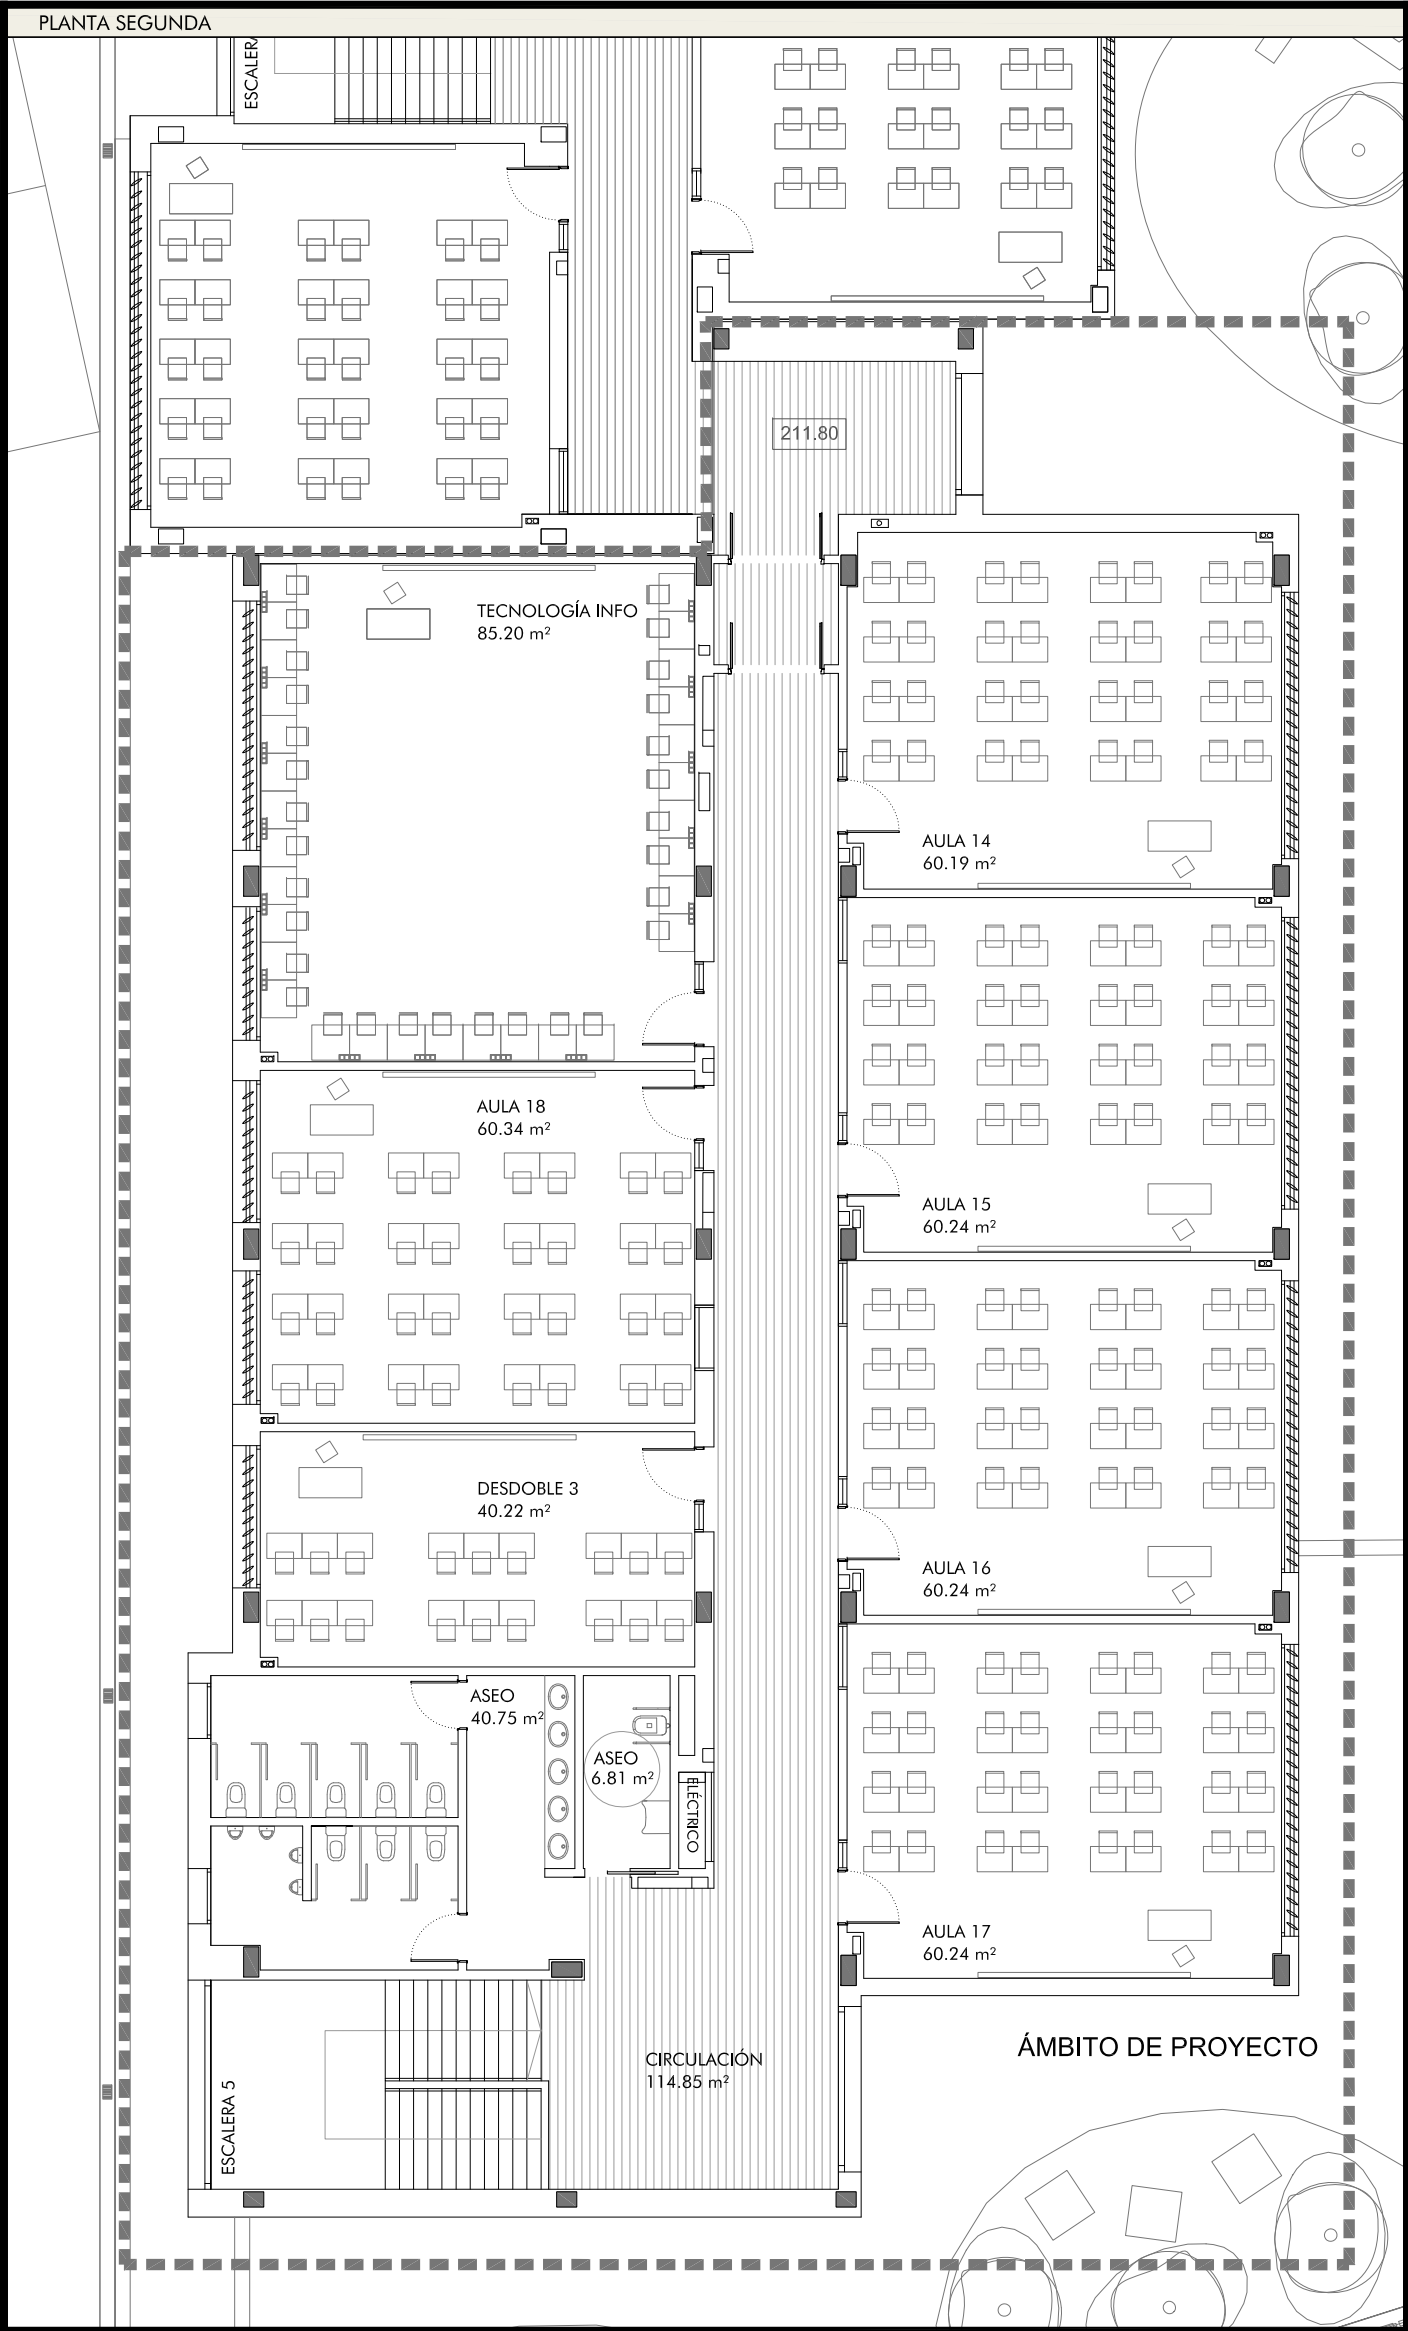 PLANTA SEGUNDA
ESCALERA
211.80
TECNOLOGÍA INFO
85.20 m²
AULA 14
60.19 m²
AULA 18
60.34 m²
AULA 15
60.24 m²
DESDOBLE 3
40.22 m²
AULA 16
60.24 m²
ASEO
40.75 m²
ASEO
6.81 m²
ELÉCTRICO
AULA 17
60.24 m²
ÁMBITO DE PROYECTO
CIRCULACIÓN
114.85 m²
ESCALERA 5